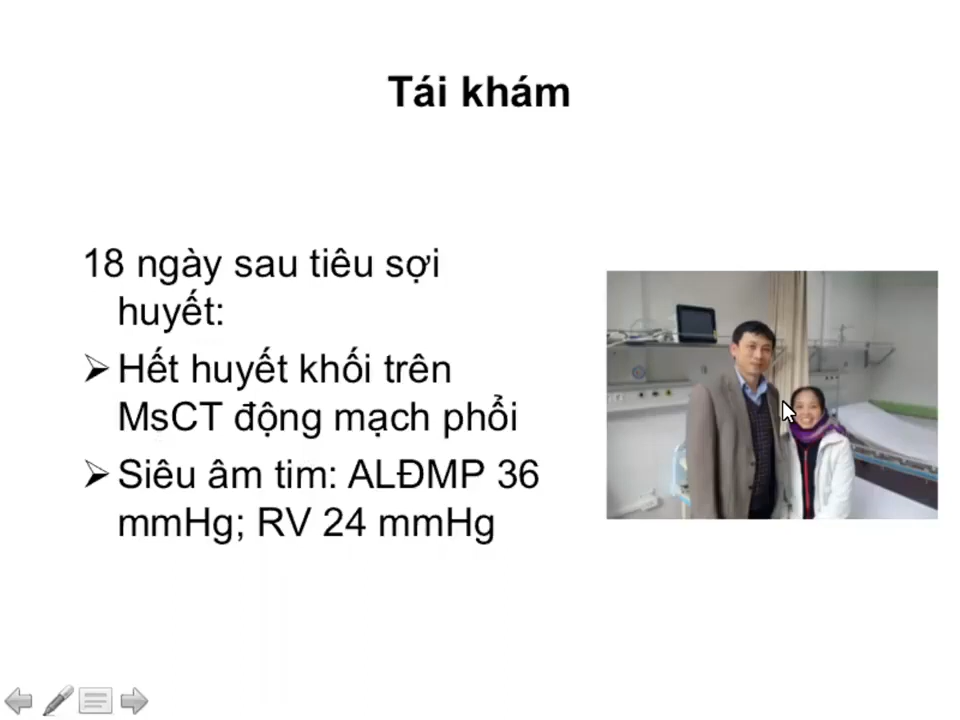 Tái khám
18 ngày sau tiêu sợi
huyết:
Hết huyết khối trên
MsCT động mạch phổi
Siêu âm tim: ALĐMP 36
mmHg; RV 24 mmHg